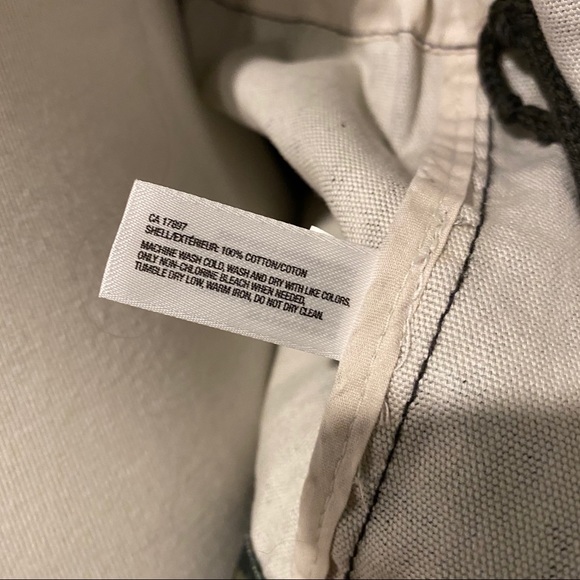 CA 17897
SHELL/EXTÉRIEUR: 100% COTTON/COTON
MACHINE WASH COLD, WASH AND DRY WITH LIKE COLORS,
ONLY NON-CHLORINE BLEACH WHEN NEEDED,
TUMBLE DRY LOW, WARM IRON, DO NOT DRY CLEAN.